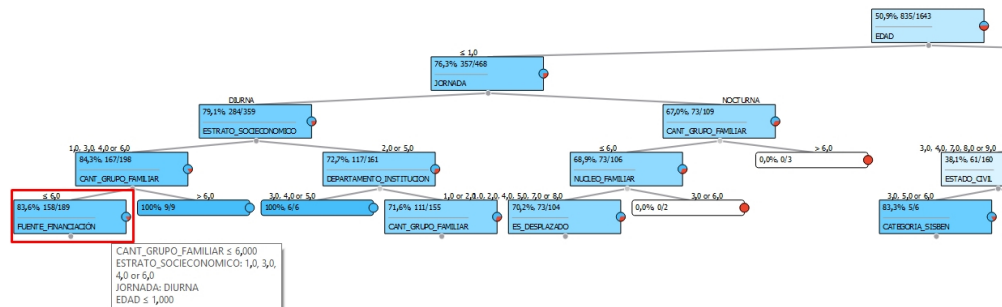 50,9%, 835/1643
EDAD
≤ 1,0
76,3%, 357/468
JORNADA
DIURNA
NOCTURNA
79,1%, 284/359
ESTRATO_SOCIECONOMICO
67,0%, 73/109
CANT_GRUPO_FAMILIAR
1,0, 3,0, 4,0 or 6,0
2,0 or 5,0
≤ 6,0
> 6,0
3,0, 4,0, 7,0, 8,0 or 9,0
84,3%, 167/198
CANT_GRUPO_FAMILIAR
72,7%, 117/161
DEPARTAMENTO_INSTITUCION
68,9%, 73/106
NUCLEO_FAMILIAR
0,0%, 0/3
38,1%, 61/160
ESTADO_CIVIL
≤ 6,0
> 6,0
3,0, 4,0 or 5,0
1,0 or 2,0
1,0, 2,0, 4,0, 5,0, 7,0 or 8,0
3,0 or 6,0
3,0, 5,0 or 6,0
83,6%, 158/189
FUENTE_FINANCIACIÓN
100%, 9/9
100%, 6/6
71,6%, 111/155
CANT_GRUPO_FAMILIAR
70,2%, 73/104
ES_DESPLAZADO
0,0%, 0/2
83,3%, 5/6
CATEGORIA_SISBEN
CANT_GRUPO_FAMILIAR ≤ 6,000
ESTRATO_SOCIECONOMICO: 1,0, 3,0,
4,0 or 6,0
JORNADA: DIURNA
EDAD ≤ 1,000